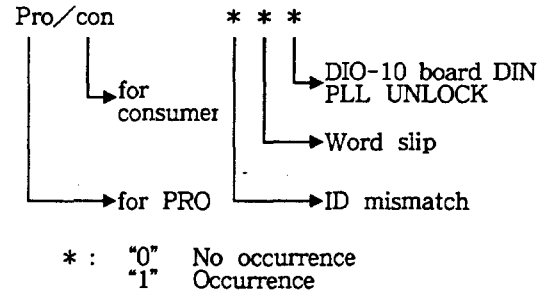 Pro/con * * *
for consumer
DIO-10 board DIN
PLL UNLOCK
Word slip
for PRO
ID mismatch
* : "0" No occurrence
"1" Occurrence